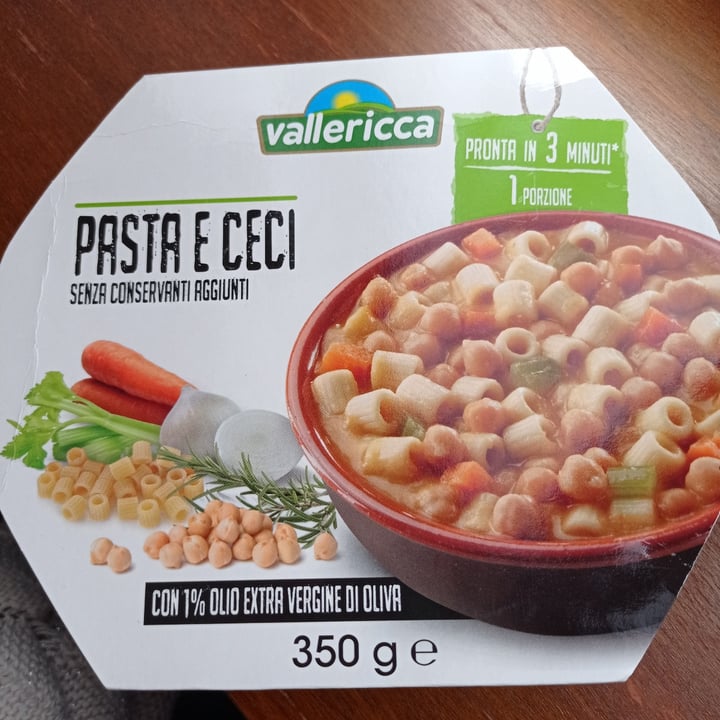 vallericca
PRONTA IN 3 MINUTI*
1 PORZIONE
PASTA E CECI
SENZA CONSERVANTI AGGIUNTI
CON 1% OLIO EXTRA VERGINE DI OLIVA
350 g ℮